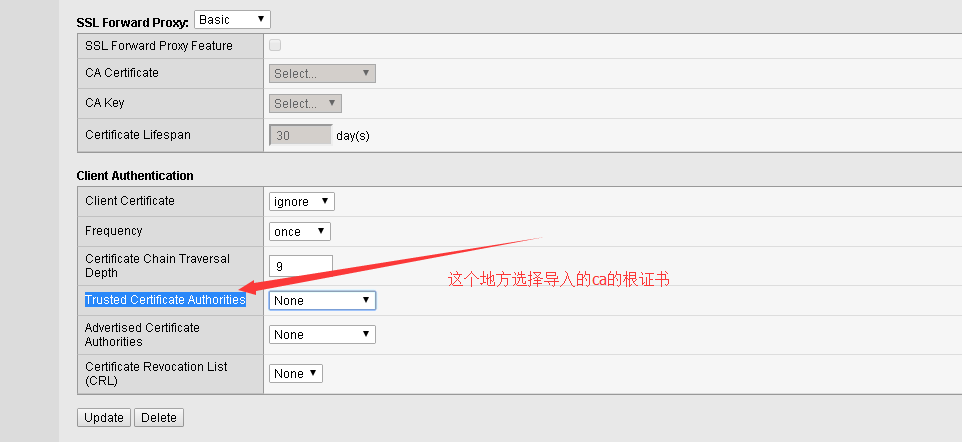 SSL Forward Proxy: Basic
SSL Forward Proxy Feature
CA Certificate Select...
CA Key Select...
Certificate Lifespan 30 day(s)
Client Authentication
Client Certificate ignore
Frequency once
Certificate Chain Traversal
Depth 9
这个地方选择导入的ca的根证书
Trusted Certificate Authorities None
Advertised Certificate
Authorities None
Certificate Revocation List
(CRL) None
Update Delete